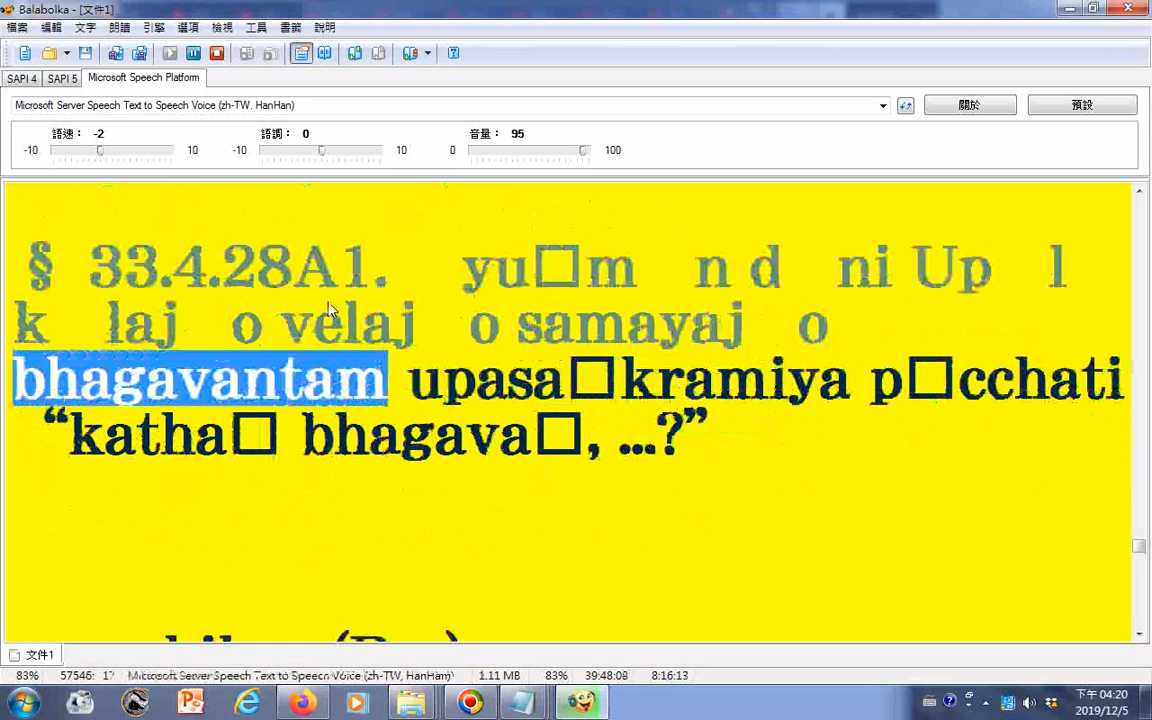 Balabolka - [文件1]
檔案 編輯 文字 朗讀 引擎 選項 檢視 工具 書籤 說明
SAPI 4 SAPI 5 Microsoft Speech Platform
Microsoft Server Speech Text to Speech Voice (zh-TW, HanHan) 關於 預設
語速： -2 語調： 0 音量： 95
-10 10 -10 10 0 100
§ 33.4.28A1. yu□m n d ni Up l
k laj o velaj o samayaj o
bhagavantam upasa□kramiya p□cchati
“katha□ bhagava□, ...?”
文件1
83% 57546: 17 Microsoft Server Speech Text to Speech Voice (zh-TW, HanHan) 1.11 MB 83% 39:48:08 8:16:13
下午 04:20
2019/12/5